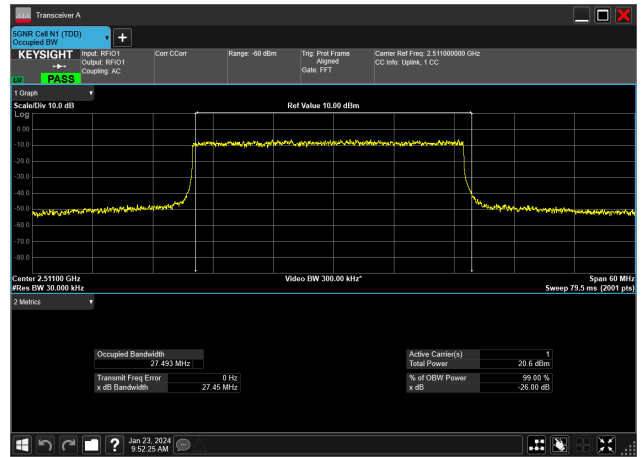 Transceiver A
5GNR Cell N1 (TDD)
Occupied BW
KEYSIGHT
LV PASS
Input: RFIO1
Output: RFIO1
Coupling: AC
Corr CCorr
Range: -60 dBm
Trig: Prot Frame
Aligned
Gate: FFT
Carrier Ref Freq: 2.511000000 GHz
CC Info: Uplink, 1 CC
1 Graph
Scale/Div 10.0 dB
Ref Value 10.00 dBm
Log
0.00
-10.0
-20.0
-30.0
-40.0
-50.0
-60.0
-70.0
-80.0
Center 2.51100 GHz
Video BW 300.00 kHz*
Span 60 MHz
#Res BW 30.000 kHz
Sweep 79.5 ms (2001 pts)
2 Metrics
Occupied Bandwidth
27.493 MHz
Active Carrier(s) 1
Total Power 20.6 dBm
Transmit Freq Error 0 Hz
x dB Bandwidth 27.45 MHz
% of OBW Power 99.00 %
x dB -26.00 dB
?
Jan 23, 2024
9:52:25 AM